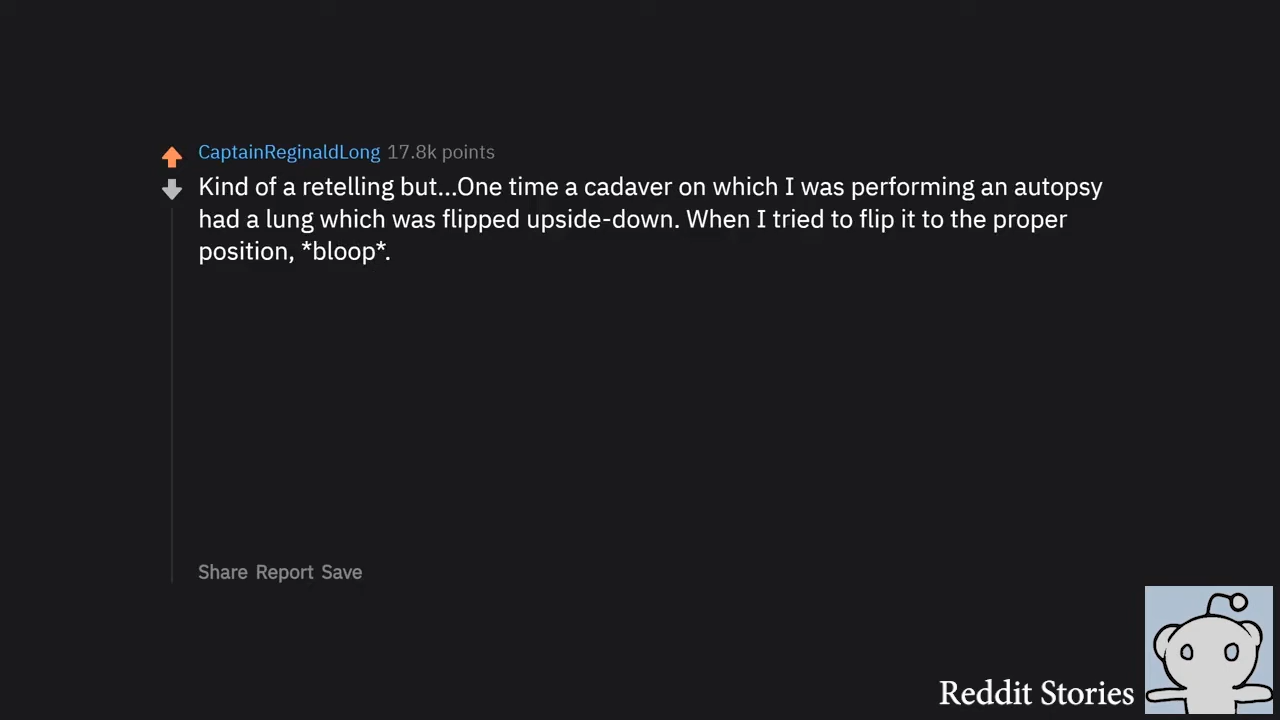 CaptainReginaldLong 17.8k points
Kind of a retelling but...One time a cadaver on which I was performing an autopsy
had a lung which was flipped upside-down. When I tried to flip it to the proper
position, *bloop*.
Share Report Save
Reddit Stories